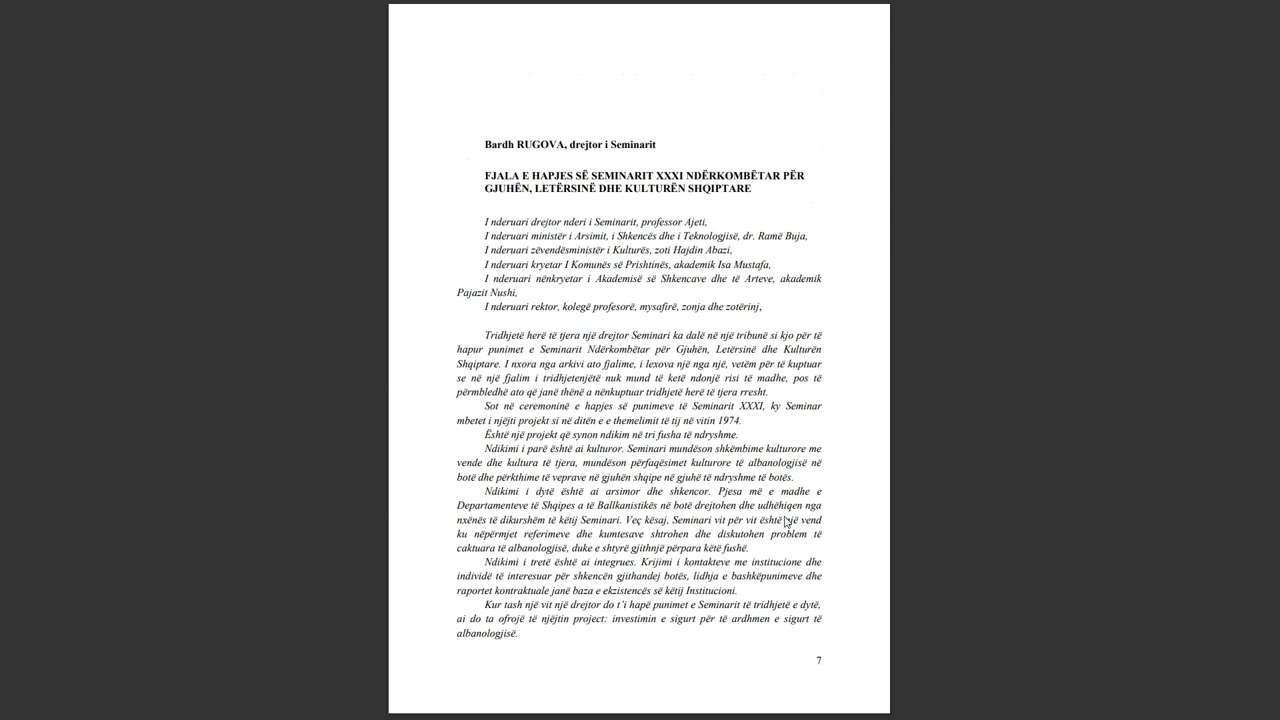 Bardh RUGOVA, drejtor i Seminarit
FJALA E HAPJES SË SEMINARIT XXXI NDËRKOMBËTAR PËR
GJUHËN, LETËRSINË DHE KULTURËN SHQIPTARE
I nderuari drejtor nderi i Seminarit, professor Ajeti,
I nderuari ministër i Arsimit, i Shkencës dhe i Teknologjisë, dr. Ramë Buja,
I nderuari zëvendësministër i Kulturës, zoti Hajdin Abazi,
I nderuari kryetar I Komunës së Prishtinës, akademik Isa Mustafa,
I nderuari nënkryetar i Akademisë së Shkencave dhe të Arteve, akademik
Pajazit Nushi,
I nderuari rektor, kolegë profesorë, mysafirë, zonja dhe zotërinj,
Tridhjetë herë të tjera një drejtor Seminari ka dalë në një tribunë si kjo për të
hapur punimet e Seminarit Ndërkombëtar për Gjuhën, Letërsinë dhe Kulturën
Shqiptare. I nxora nga arkivi ato fjalime, i lexova një nga një, vetëm për të kuptuar
se në një fjalim i tridhjetenjëtë nuk mund të ketë ndonjë risi të madhe, pos të
përmbledhë ato që janë thënë a nënkuptuar tridhjetë herë të tjera rresht.
Sot në ceremoninë e hapjes së punimeve të Seminarit XXXI, ky Seminar
mbetet i njëjti projekt si në ditën e e themelimit të tij në vitin 1974.
Është një projekt që synon ndikim në tri fusha të ndryshme.
Ndikimi i parë është ai kulturor. Seminari mundëson shkëmbime kulturore me
vende dhe kultura të tjera, mundëson përfaqësimet kulturore të albanologjisë në
botë dhe përkthime të veprave në gjuhën shqipe në gjuhë të ndryshme të botës.
Ndikimi i dytë është ai arsimor dhe shkencor. Pjesa më e madhe e
Departamenteve të Shqipes a të Ballkanistikës në botë drejtohen dhe udhëhiqen nga
nxënës të dikurshëm të këtij Seminari. Veç kësaj, Seminari vit për vit është një vend
ku nëpërmjet referimeve dhe kumtesave shtrohen dhe diskutohen problem të
caktuara të albanologjisë, duke e shtyrë gjithnjë përpara këtë fushë.
Ndikimi i tretë është ai integrues. Krijimi i kontakteve me institucione dhe
individë të interesuar për shkencën gjithandej botës, lidhja e bashkëpunimeve dhe
raportet kontraktuale janë baza e ekzistencës së këtij Institucioni.
Kur tash një vit një drejtor do t’i hapë punimet e Seminarit të tridhjetë e dytë,
ai do ta ofrojë të njëjtin project: investimin e sigurt për të ardhmen e sigurt të
albanologjisë.
7